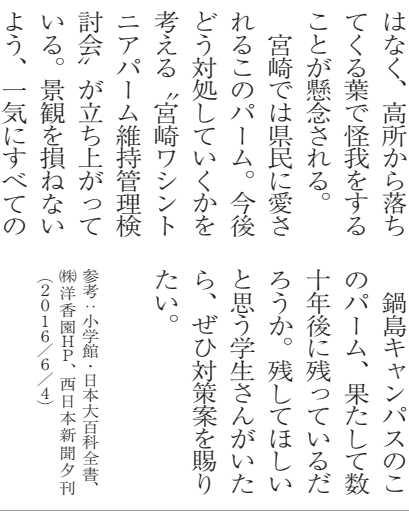 はなく、高所から落ち
てくる葉で怪我をする
ことが懸念される。
宮崎では県民に愛さ
れるこのパーム。今後
どう対処していくかを
考える〝宮崎ワシント
ニアパーム維持管理検
討会〟が立ち上がって
いる。景観を損ねない
よう、一気にすべての
鍋島キャンパスのこ
のパーム、果たして数
十年後に残っているだ
ろうか。残してほしい
と思う学生さんがいた
ら、ぜひ対策案を賜り
たい。
参考：小学館・日本大百科全書、
㈱洋香園HP、西日本新聞夕刊
（2016／6／4）